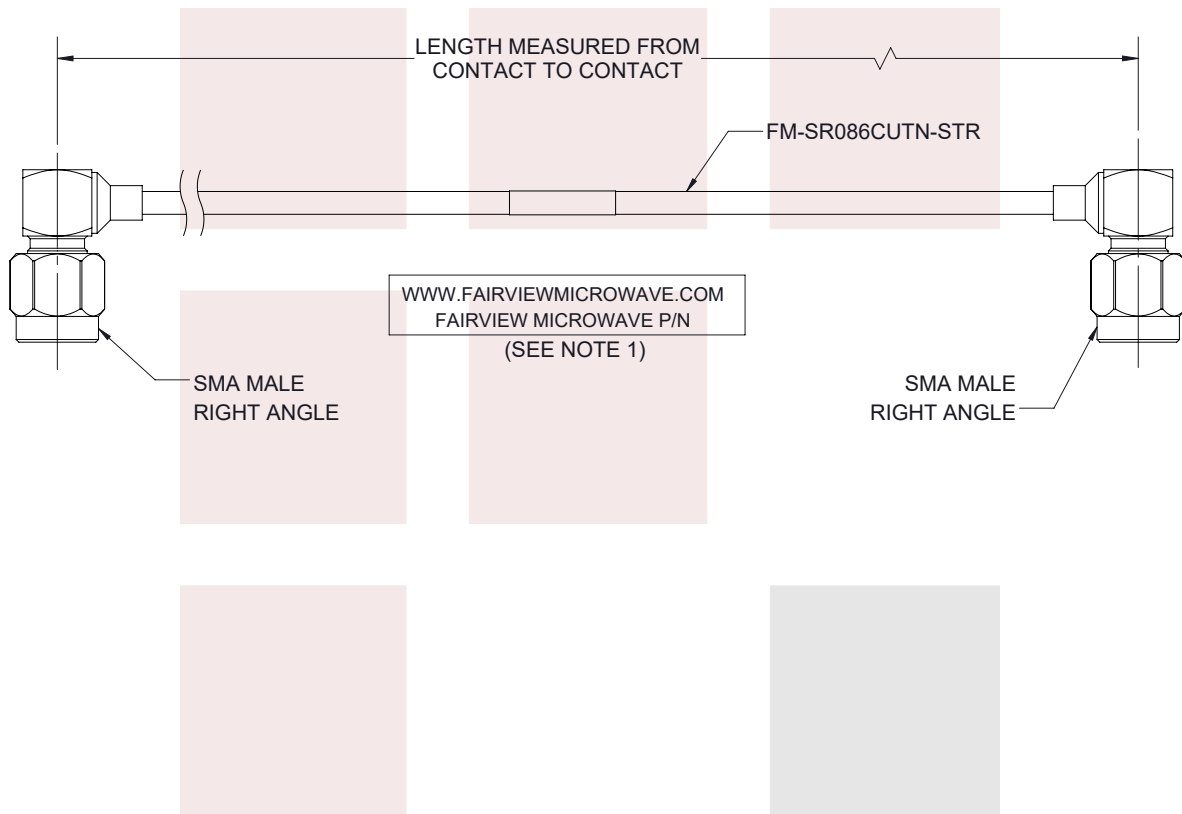 LENGTH MEASURED FROM
CONTACT TO CONTACT
FM-SR086CUTN-STR
WWW.FAIRVIEWMICROWAVE.COM
FAIRVIEW MICROWAVE P/N
(SEE NOTE 1)
SMA MALE
RIGHT ANGLE
SMA MALE
RIGHT ANGLE